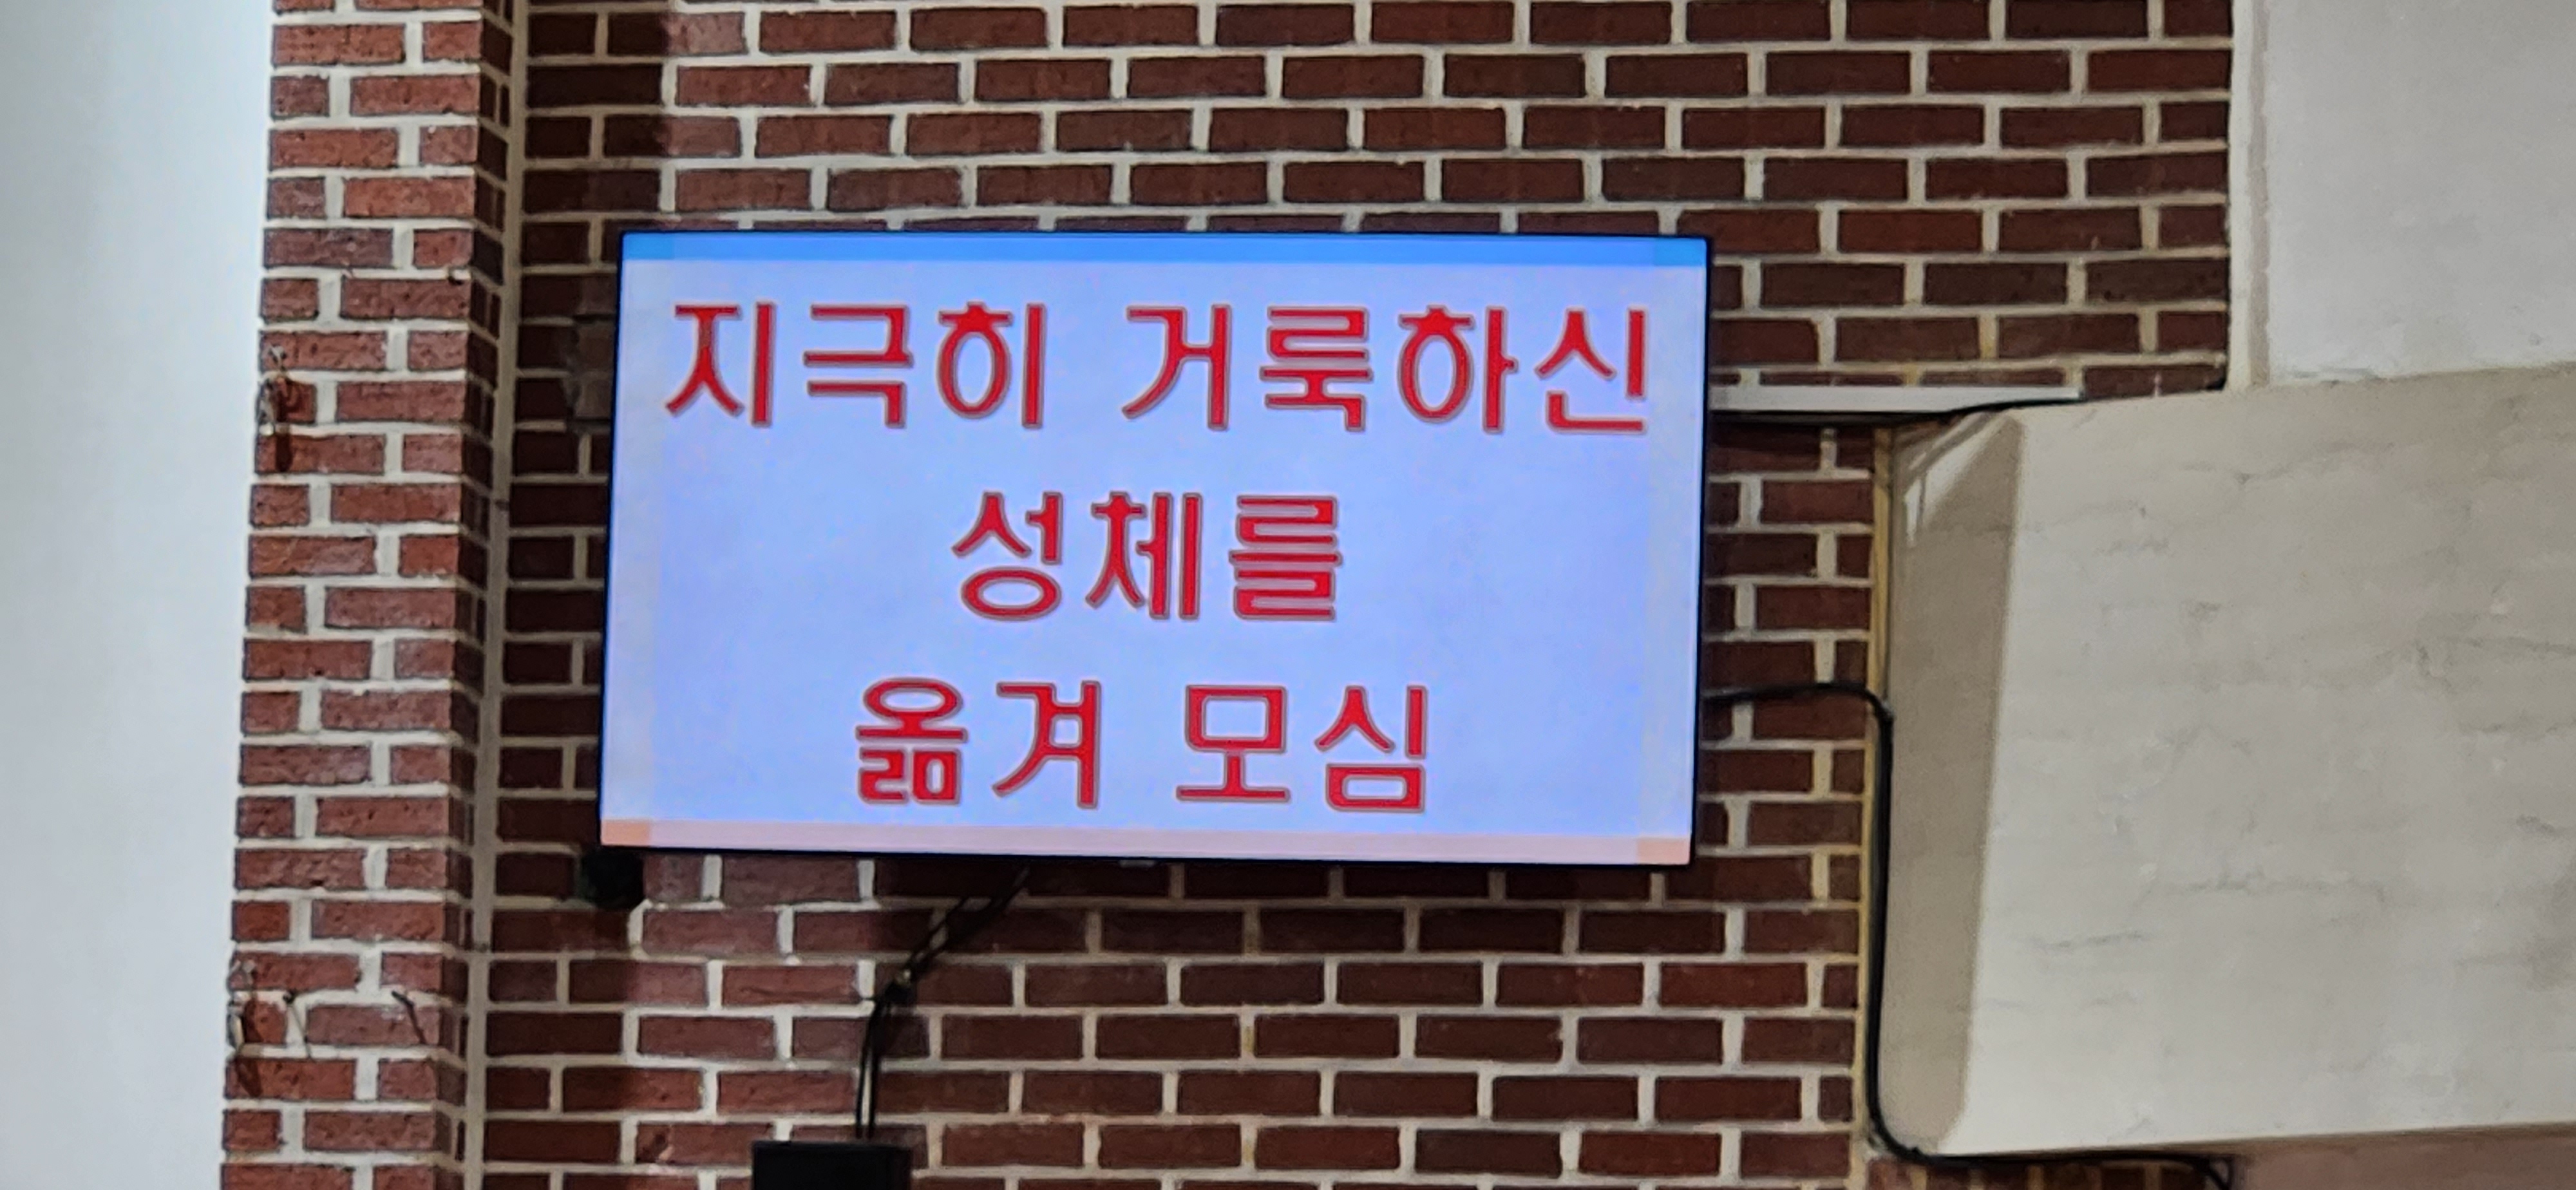 지극히 거룩하신
성체를
옮겨 모심